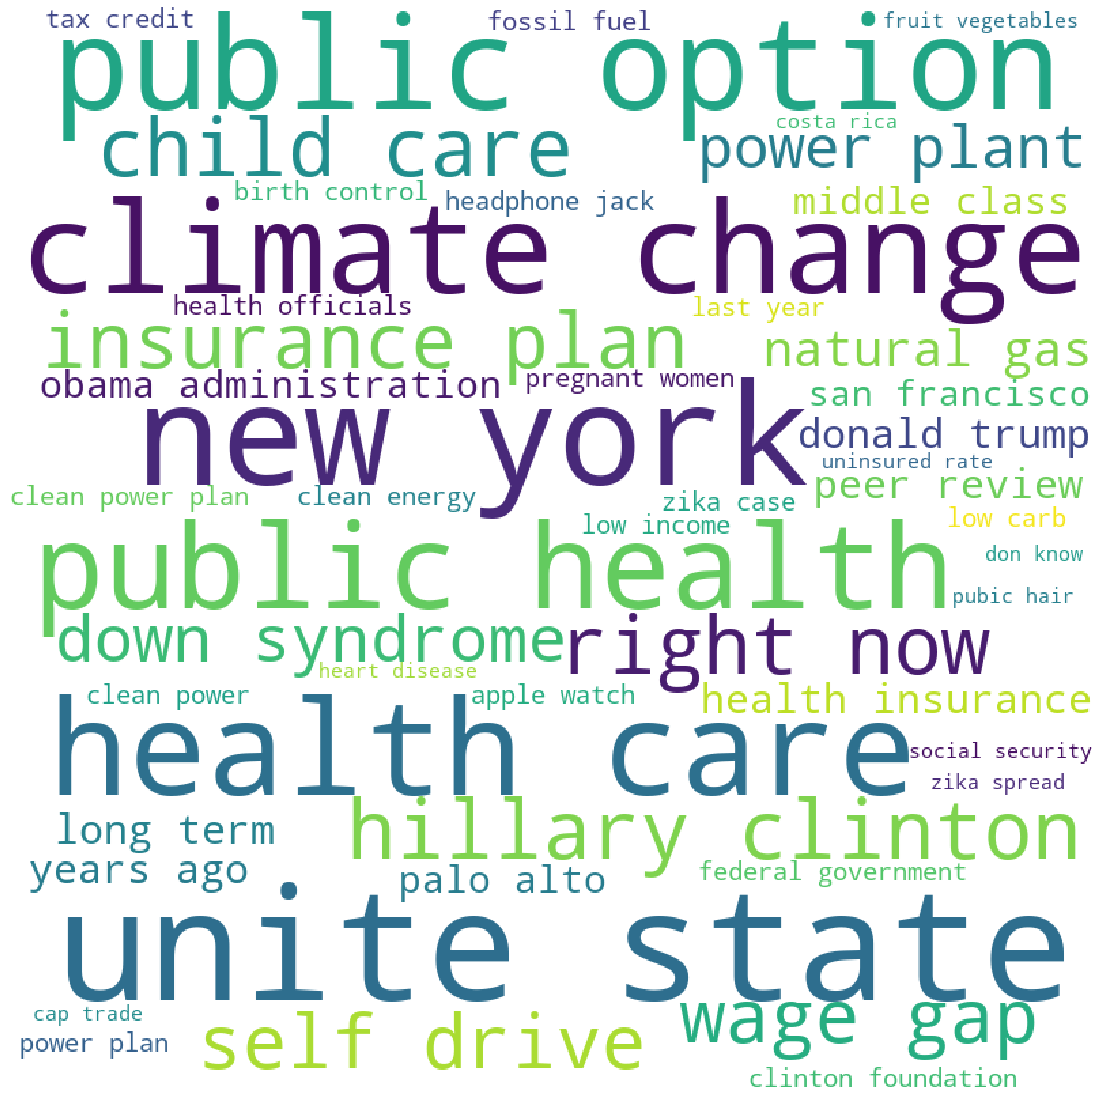 tax credit
fossil fuel
fruit vegetables
public option
costa rica
child care
power plant
birth control
headphone jack
middle class
climate change
health officials
last year
insurance plan
natural gas
obama administration
pregnant women
san francisco
new york
donald trump
uninsured rate
peer review
clean power plan
clean energy
zika case
low carb
low income
public health
don know
pubic hair
down syndrome
right now
heart disease
clean power
apple watch
health insurance
health care
social security
zika spread
long term
hillary clinton
years ago
palo alto
federal government
unite state
cap trade
power plan
self drive
wage gap
clinton foundation